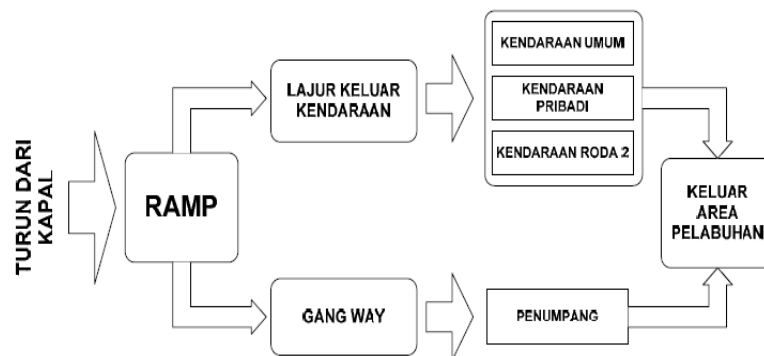 TURUN DARI
KAPAL
RAMP
LAJUR KELUAR
KENDARAAN
KENDARAAN UMUM
KENDARAAN
PRIBADI
KENDARAAN RODA 2
GANG WAY
PENUMPANG
KELUAR
AREA
PELABUHAN